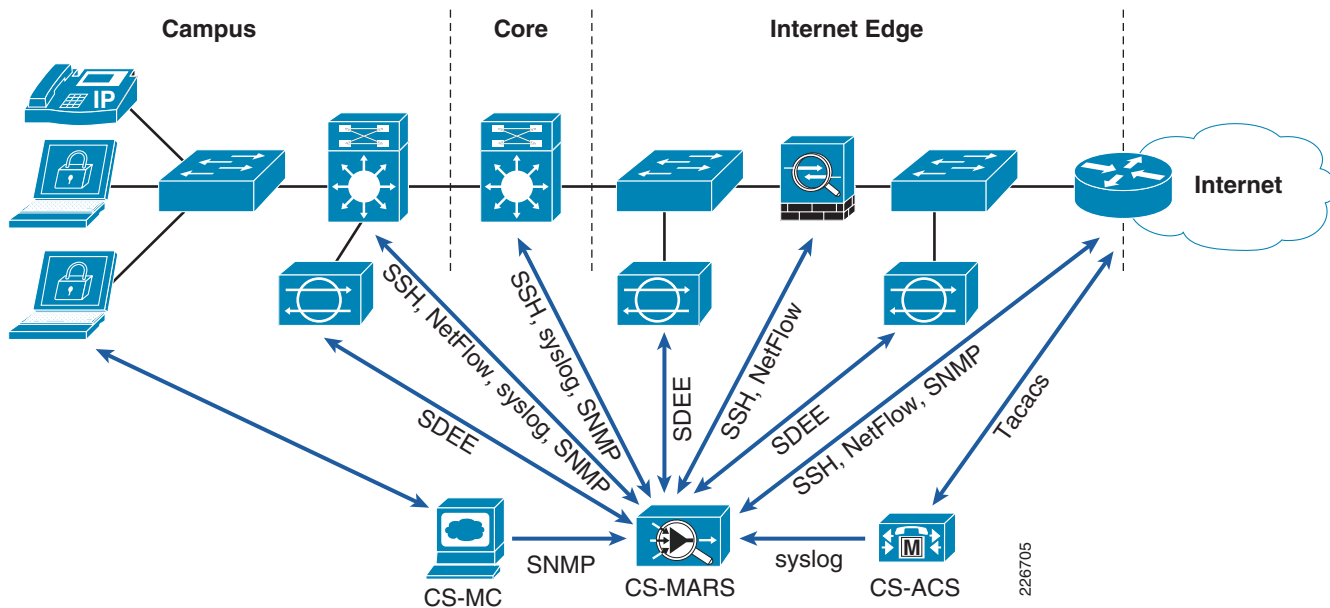 Campus
Core
Internet Edge
IP
Internet
SSH, NetFlow, syslog, SNMP
SSH, syslog, SNMP
SDEE
SDEE
SSH, NetFlow
SDEE
SSH, NetFlow, SNMP
Tacacs
SNMP
syslog
M
CS-MC
CS-MARS
CS-ACS
226705